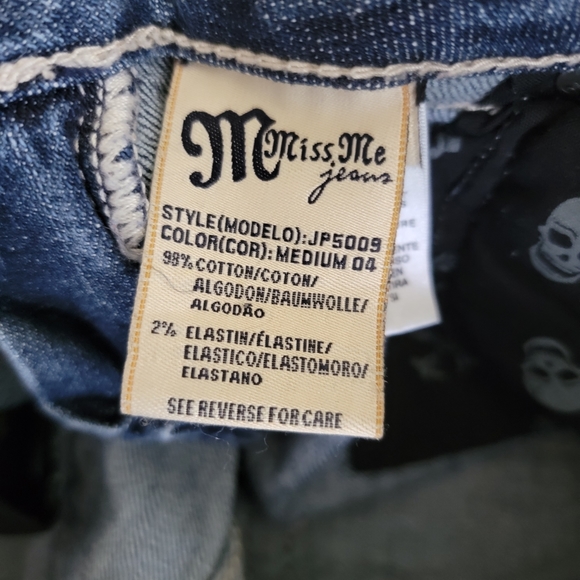 M Miss Me
jeans
STYLE(MODELO):JP5009
COLOR(COR):MEDIUM 04
98% COTTON/COTON/
ALGODON/BAUMWOLLE/
ALGODÃO
2% ELASTIN/ÉLASTINE/
ELASTICO/ELASTOMORO/
ELASTANO
SEE REVERSE FOR CARE